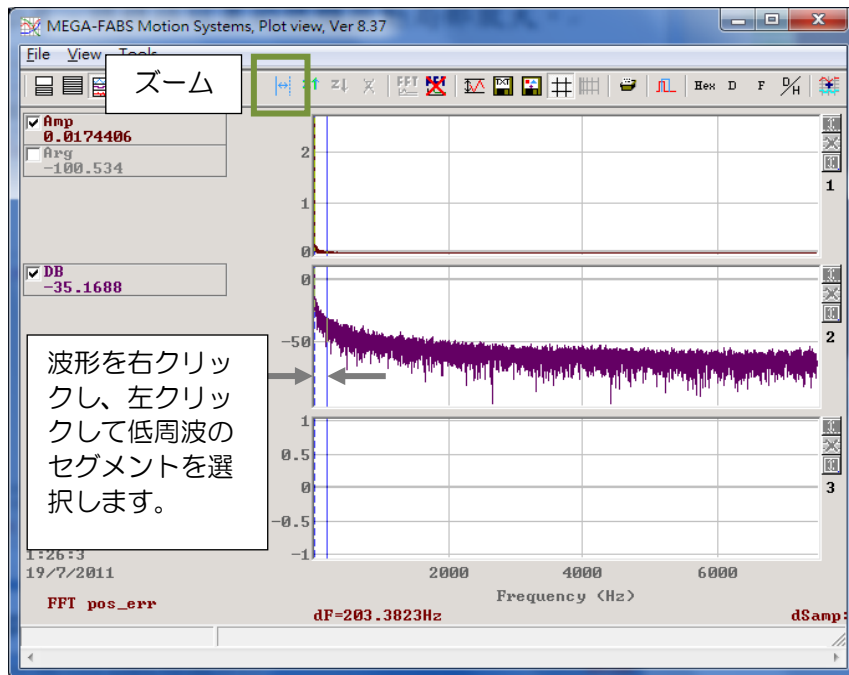 MEGA-FABS Motion Systems, Plot view, Ver 8.37
File View Tools
ズーム
FFT
TXT
Hex D F D/H
Amp
0.0174406
Arg
-100.534
2
1
0
1
DB
-35.1688
0
-50
2
波形を右クリッ
クし、左クリッ
クして低周波の
セグメントを選
択します。
1
0.5
0
-0.5
-1
3
1:26:3
19/7/2011
2000 4000 6000
Frequency (Hz)
FFT pos_err
dF=203.3823Hz
dSamp: